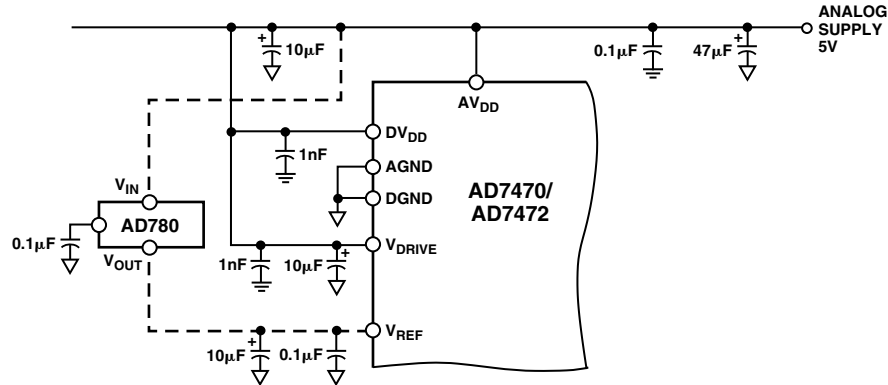 ANALOG
SUPPLY
5V
+
10μF
0.1μF
47μF
+
AVDD
DVDD
1nF
AGND
DGND
AD7470/
AD7472
VIN
AD780
0.1μF
VOUT
VDRIVE
1nF
10μF
+
VREF
+
10μF
0.1μF